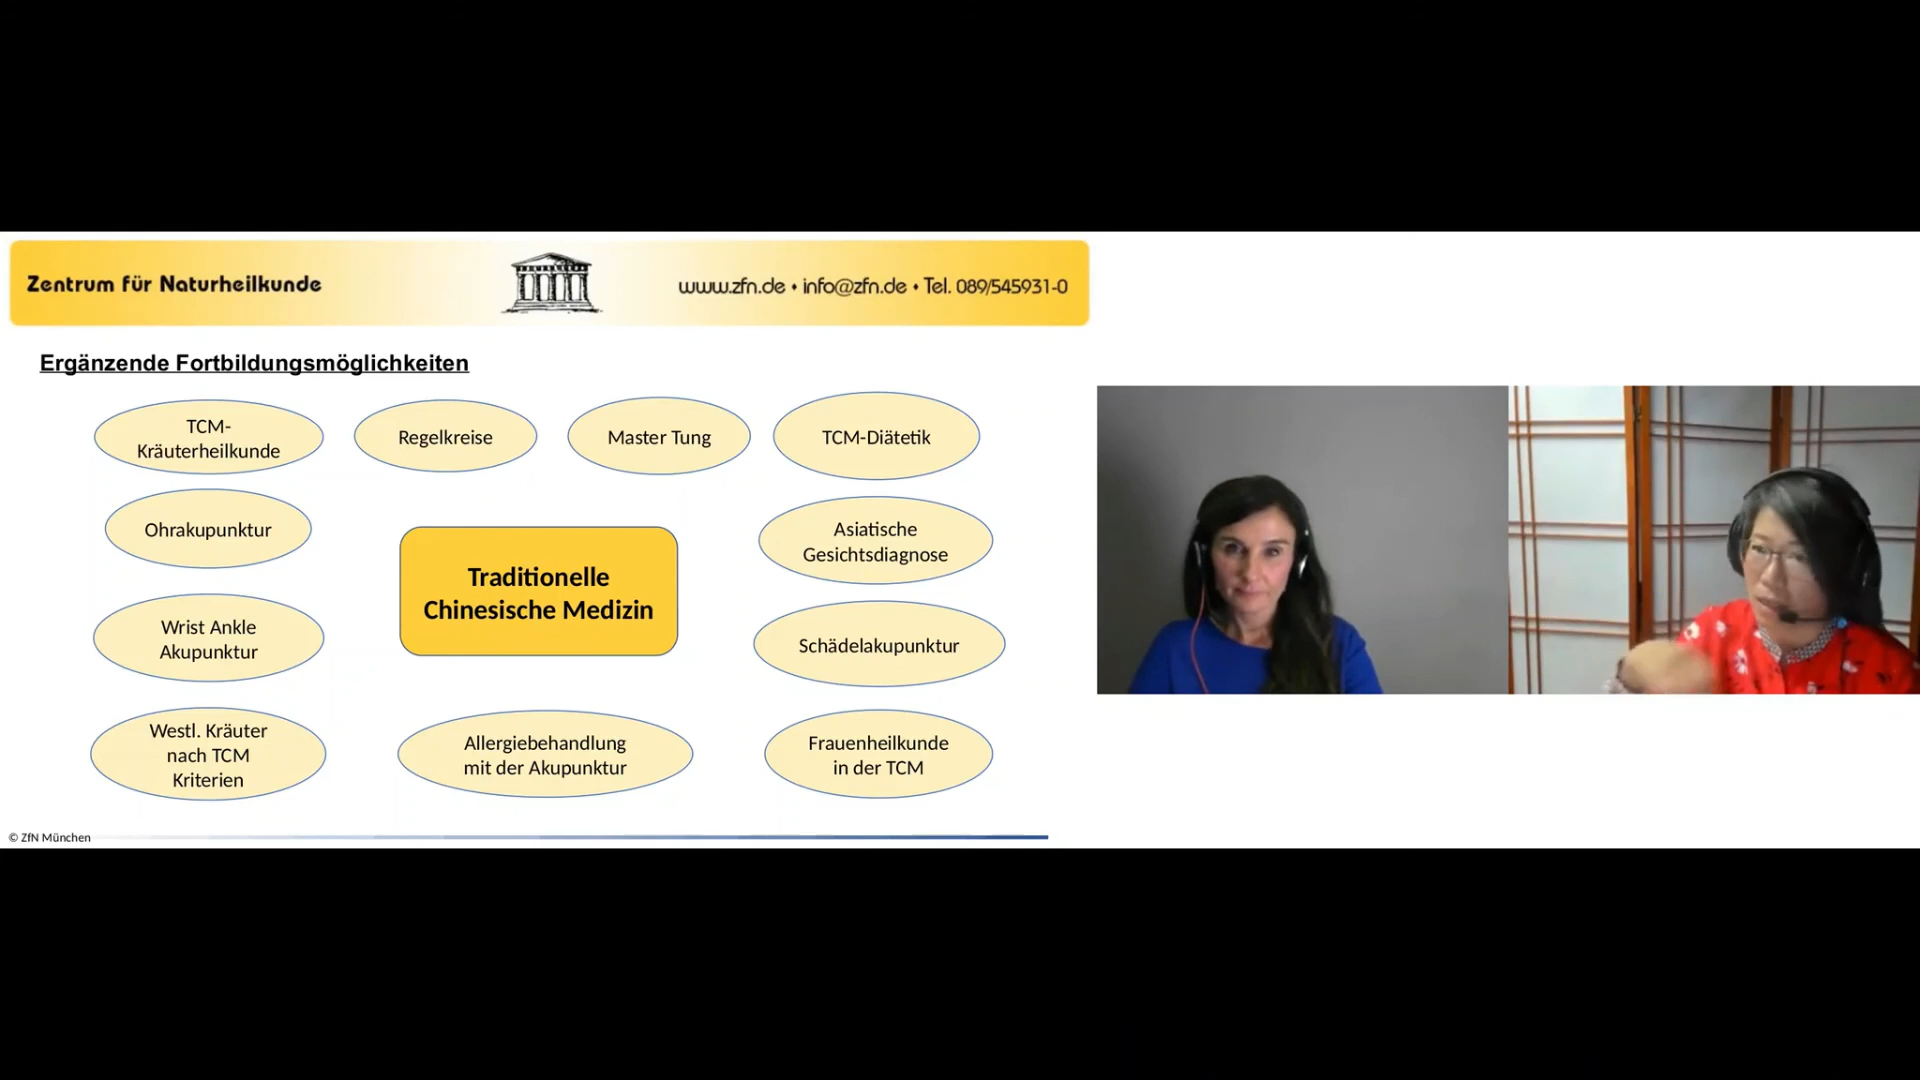 Zentrum für Naturheilkunde
www.zfn.de • info@zfn.de • Tel. 089/545931-0
Ergänzende Fortbildungsmöglichkeiten
TCM-
Kräuterheilkunde
Regelkreise
Master Tung
TCM-Diätetik
Ohrakupunktur
Asiatische
Gesichtsdiagnose
Traditionelle
Chinesische Medizin
Wrist Ankle
Akupunktur
Schädelakupunktur
Westl. Kräuter
nach TCM
Kriterien
Allergiebehandlung
mit der Akupunktur
Frauenheilkunde
in der TCM
© ZfN München